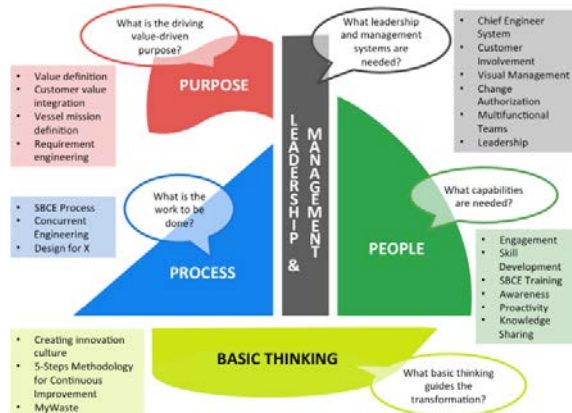 What is the driving
value-driven
purpose?
What leadership
and management
systems are
needed?
• Chief Engineer
System
• Customer
Involvement
• Visual Management
• Change
Authorization
• Multifunctional
Teams
• Leadership
• Value definition
• Customer value
integration
• Vessel mission
definition
• Requirement
engineering
PURPOSE
LEADERSHIP &
MANAGEMENT
• SBCE Process
• Concurrent
Engineering
• Design for X
What is the
work to be
done?
PROCESS
What capabilities
are needed?
PEOPLE
• Engagement
• Skill
Development
• SBCE Training
• Awareness
• Proactivity
• Knowledge
Sharing
• Creating innovation
culture
• 5-Steps Methodology
for Continuous
Improvement
• MyWaste
BASIC THINKING
What basic thinking
guides the
transformation?